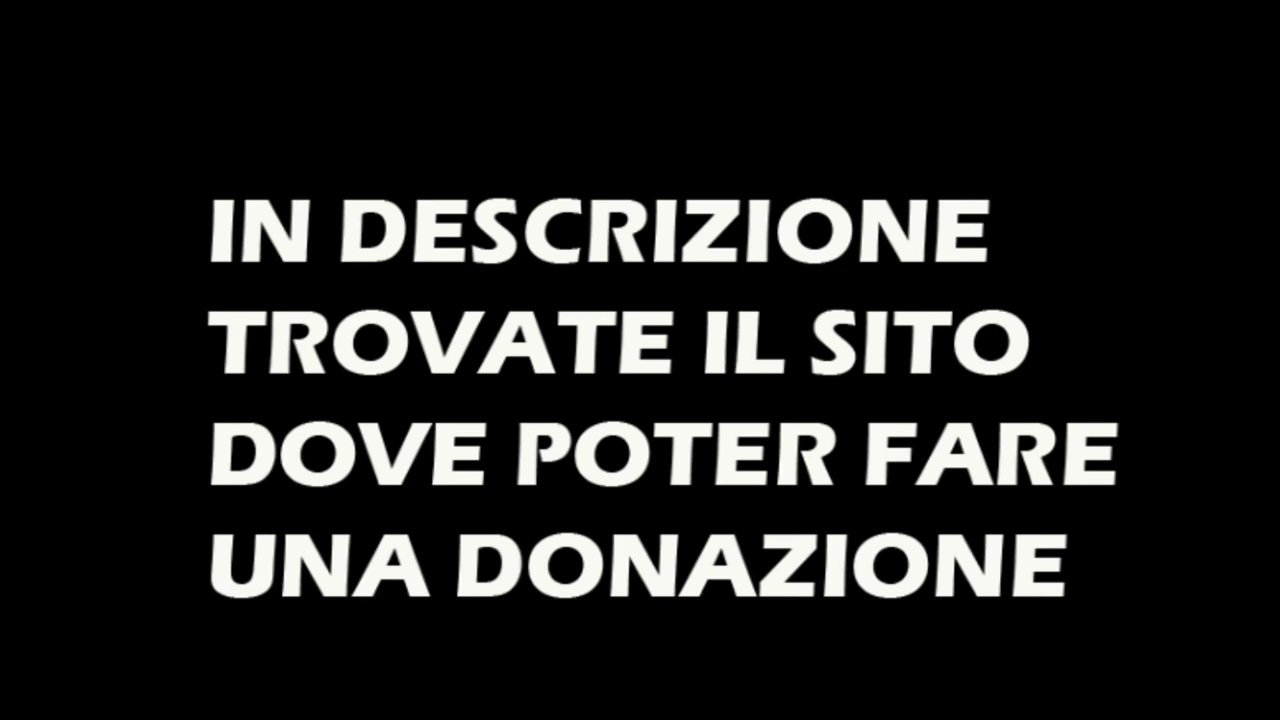 IN DESCRIZIONE
TROVATE IL SITO
DOVE POTER FARE
UNA DONAZIONE